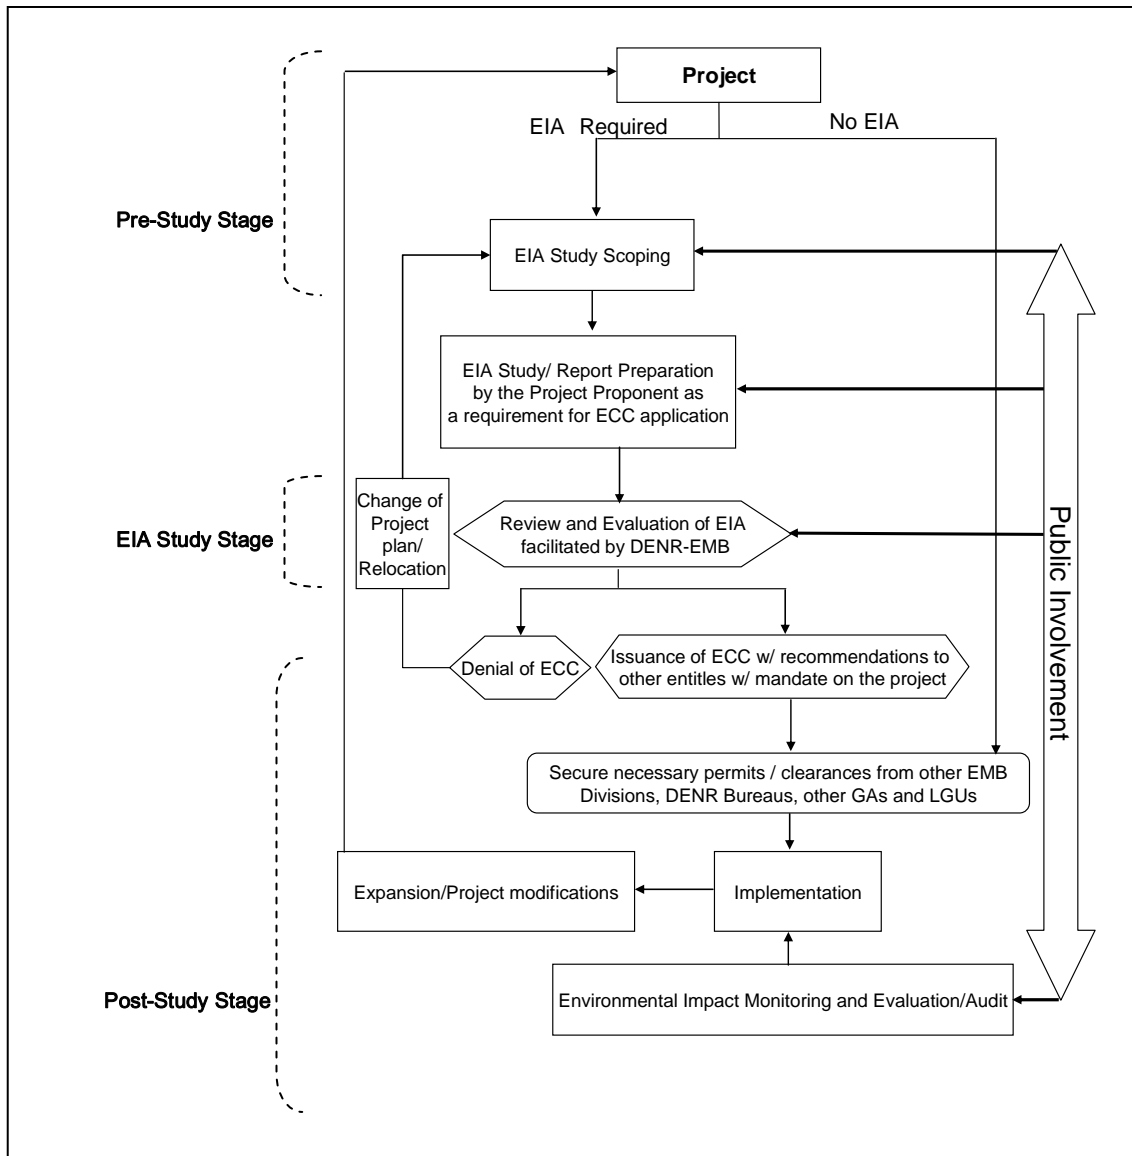 Project
EIA Required
No EIA
Pre-Study Stage
EIA Study Scoping
EIA Study/ Report Preparation
by the Project Proponent as
a requirement for ECC application
Change of
Project
plan/
Relocation
EIA Study Stage
Review and Evaluation of EIA
facilitated by DENR-EMB
Public Involvement
Denial of ECC
Issuance of ECC w/ recommendations to
other entitles w/ mandate on the project
Secure necessary permits / clearances from other EMB
Divisions, DENR Bureaus, other GAs and LGUs
Expansion/Project modifications
Implementation
Post-Study Stage
Environmental Impact Monitoring and Evaluation/Audit